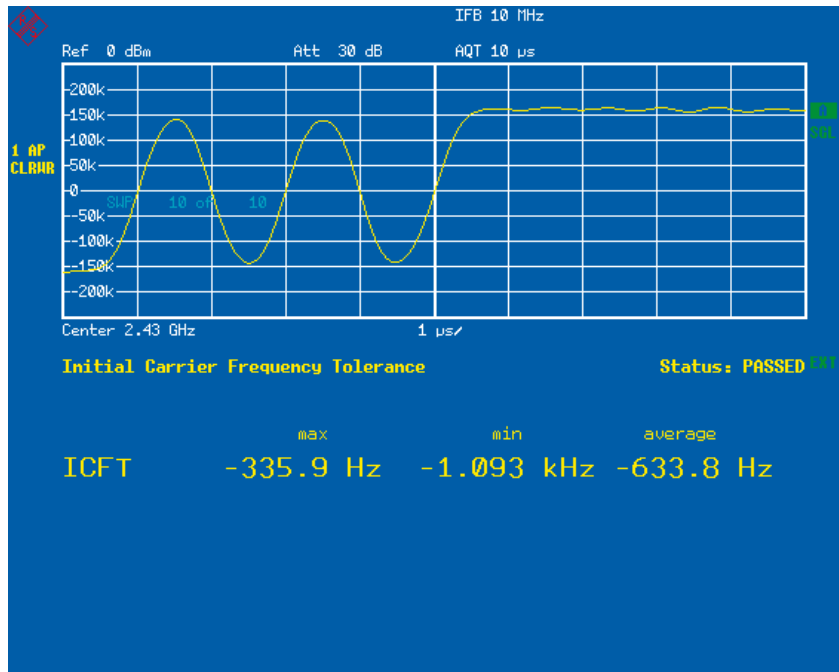 IFB 10 MHz
Ref 0 dBm Att 30 dB AQT 10 µs
200k
150k
A
100k
SGL
1 AP
CLRWR
50k
0
SWP 10 of 10
-50k
-100k
-150k
-200k
Center 2.43 GHz 1 µs/
Initial Carrier Frequency Tolerance Status: PASSED EXT
max min average
ICFT -335.9 Hz -1.093 kHz -633.8 Hz